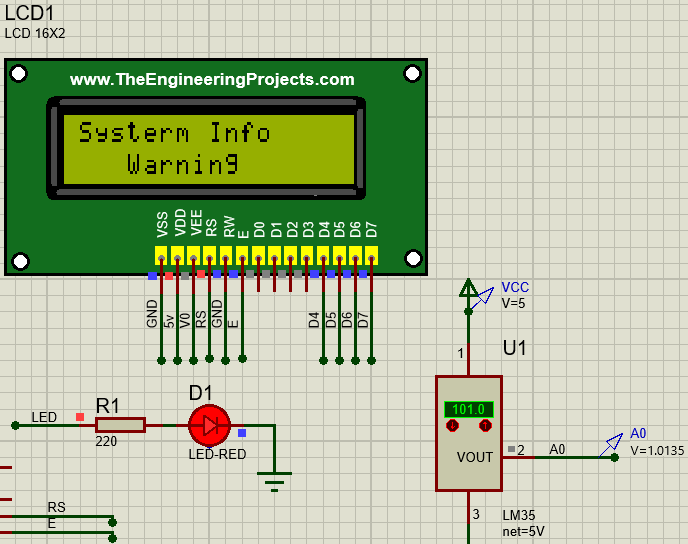 LCD1
LCD 16X2
www.TheEngineeringProjects.com
Systerm Info
Warning
VSS VDD VEE RS RW E D0 D1 D2 D3 D4 D5 D6 D7
GND 5v V0 RS GND E D4 D5 D6 D7
VCC
V=5
1
U1
R1
D1
LED
220
LED-RED
101.0
VOUT
2
A0
A0
V=1.0135
3
LM35
net=5V
RS
E